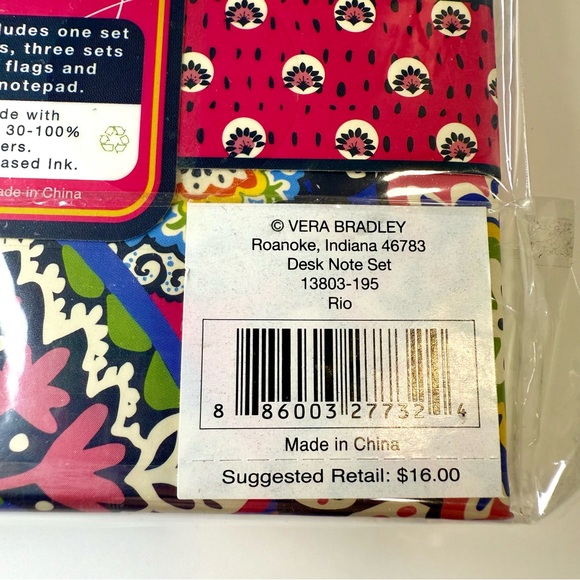 ludes one set
s, three sets
flags and
notepad.
de with
30-100%
ers.
ased Ink.
ade in China
© VERA BRADLEY
Roanoke, Indiana 46783
Desk Note Set
13803-195
Rio
8 86003 27732 4
Made in China
Suggested Retail: $16.00